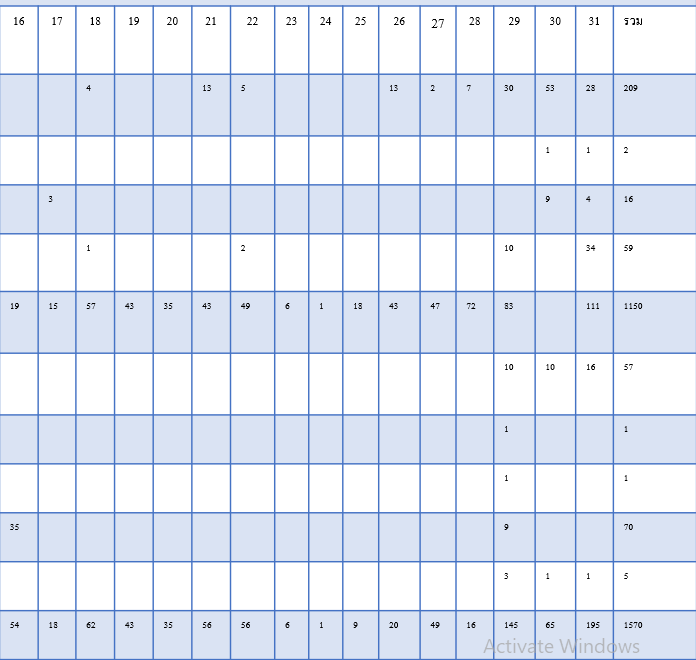 16 17 18 19 20 21 22 23 24 25 26 27 28 29 30 31 รวม
4 13 5 13 2 7 30 53 28 209
1 1 2
3 9 4 16
1 2 10 34 59
19 15 57 43 35 43 49 6 1 18 43 47 72 83 111 1150
10 10 16 57
1 1
1 1
35 9 70
3 1 1 5
54 18 62 43 35 56 56 6 1 9 20 49 16 145 65 195 1570
Activate Windows